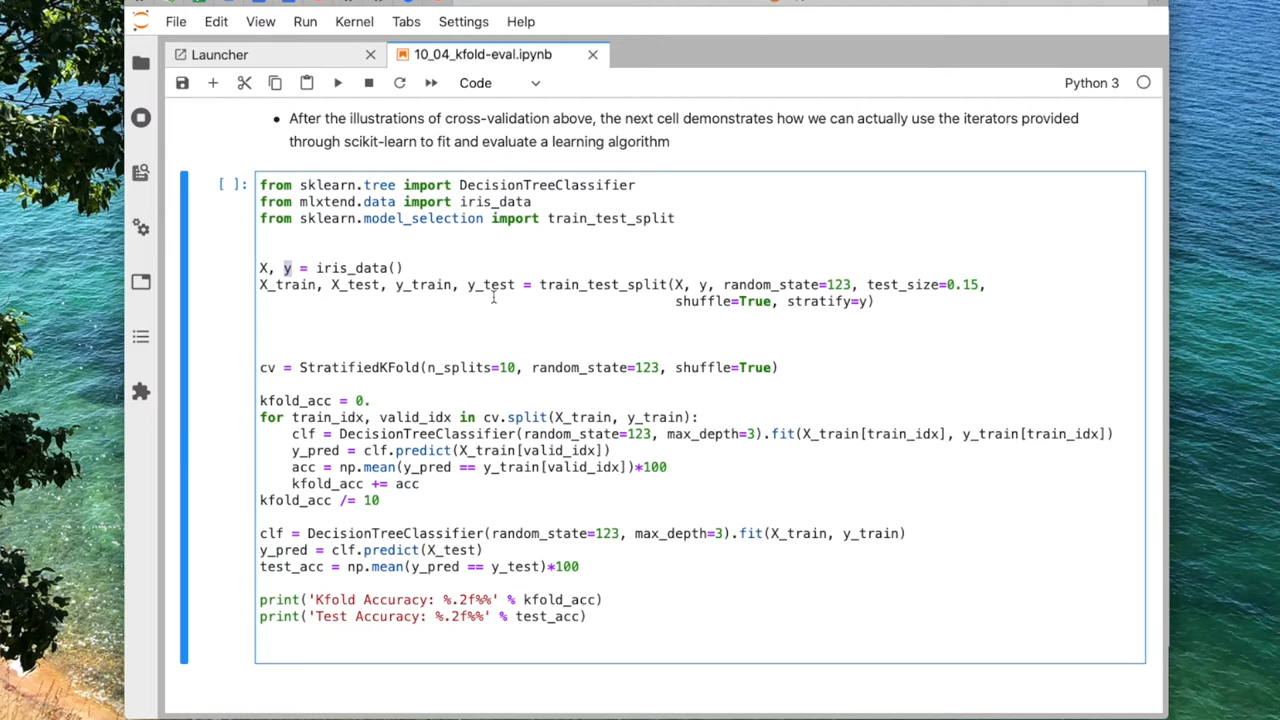 File Edit View Run Kernel Tabs Settings Help
Launcher
10_04_kfold-eval.ipynb
Code
Python 3
• After the illustrations of cross-validation above, the next cell demonstrates how we can actually use the iterators provided
through scikit-learn to fit and evaluate a learning algorithm
[ ]:
from sklearn.tree import DecisionTreeClassifier
from mlxtend.data import iris_data
from sklearn.model_selection import train_test_split
X, y = iris_data()
X_train, X_test, y_train, y_test = train_test_split(X, y, random_state=123, test_size=0.15,
shuffle=True, stratify=y)
cv = StratifiedKFold(n_splits=10, random_state=123, shuffle=True)
kfold_acc = 0.
for train_idx, valid_idx in cv.split(X_train, y_train):
clf = DecisionTreeClassifier(random_state=123, max_depth=3).fit(X_train[train_idx], y_train[train_idx])
y_pred = clf.predict(X_train[valid_idx])
acc = np.mean(y_pred == y_train[valid_idx])*100
kfold_acc += acc
kfold_acc /= 10
clf = DecisionTreeClassifier(random_state=123, max_depth=3).fit(X_train, y_train)
y_pred = clf.predict(X_test)
test_acc = np.mean(y_pred == y_test)*100
print('Kfold Accuracy: %.2f%%' % kfold_acc)
print('Test Accuracy: %.2f%%' % test_acc)